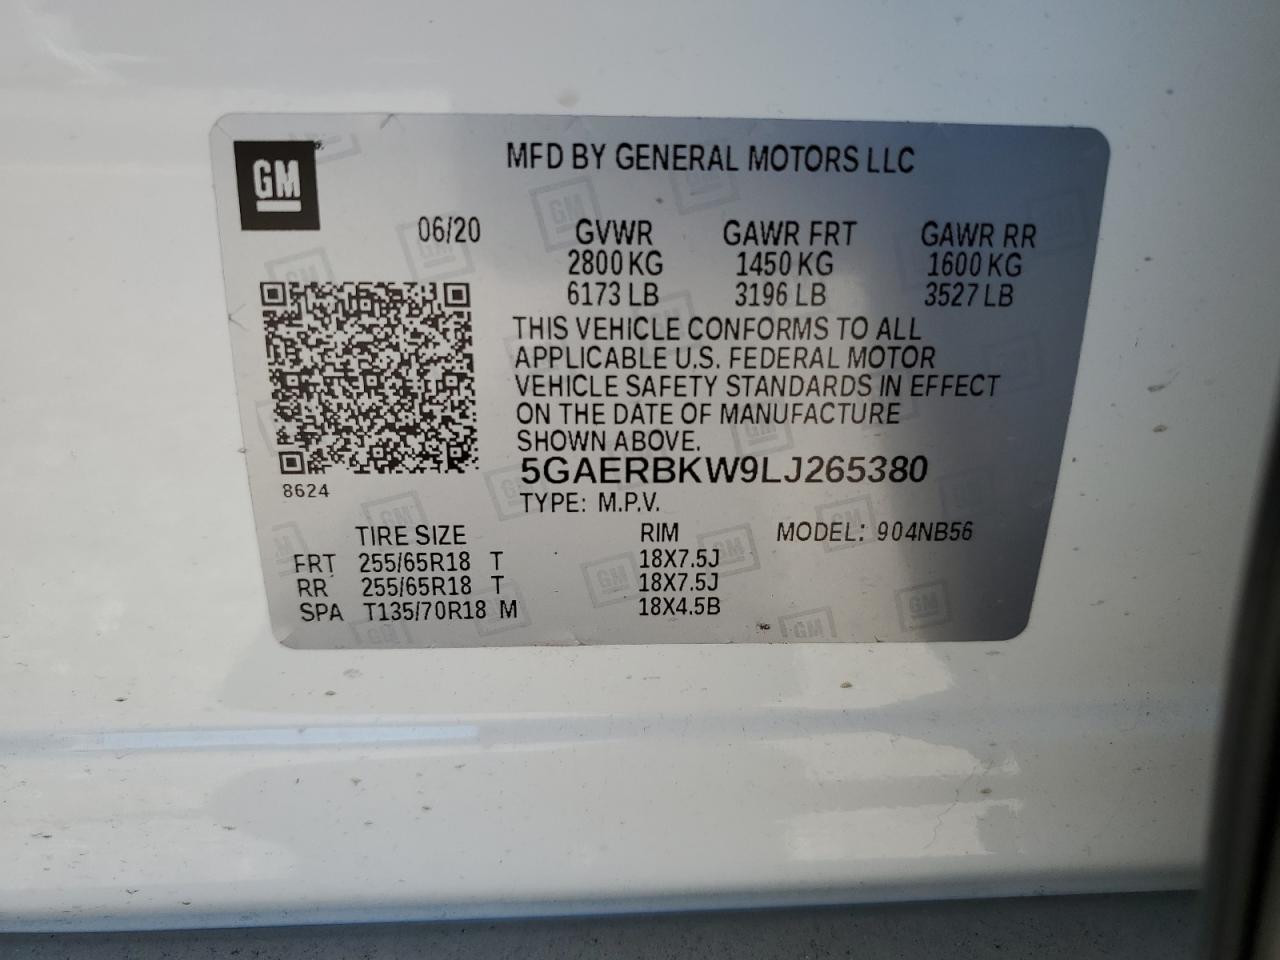 GM
MFD BY GENERAL MOTORS LLC
06/20 GVWR GAWR FRT GAWR RR
2800 KG 1450 KG 1600 KG
6173 LB 3196 LB 3527 LB
THIS VEHICLE CONFORMS TO ALL
APPLICABLE U.S. FEDERAL MOTOR
VEHICLE SAFETY STANDARDS IN EFFECT
ON THE DATE OF MANUFACTURE
SHOWN ABOVE.
5GAERBKW9LJ265380
8624
TYPE: M.P.V.
TIRE SIZE RIM MODEL: 904NB56
FRT 255/65R18 T 18X7.5J
RR 255/65R18 T 18X7.5J
SPA T135/70R18 M 18X4.5B